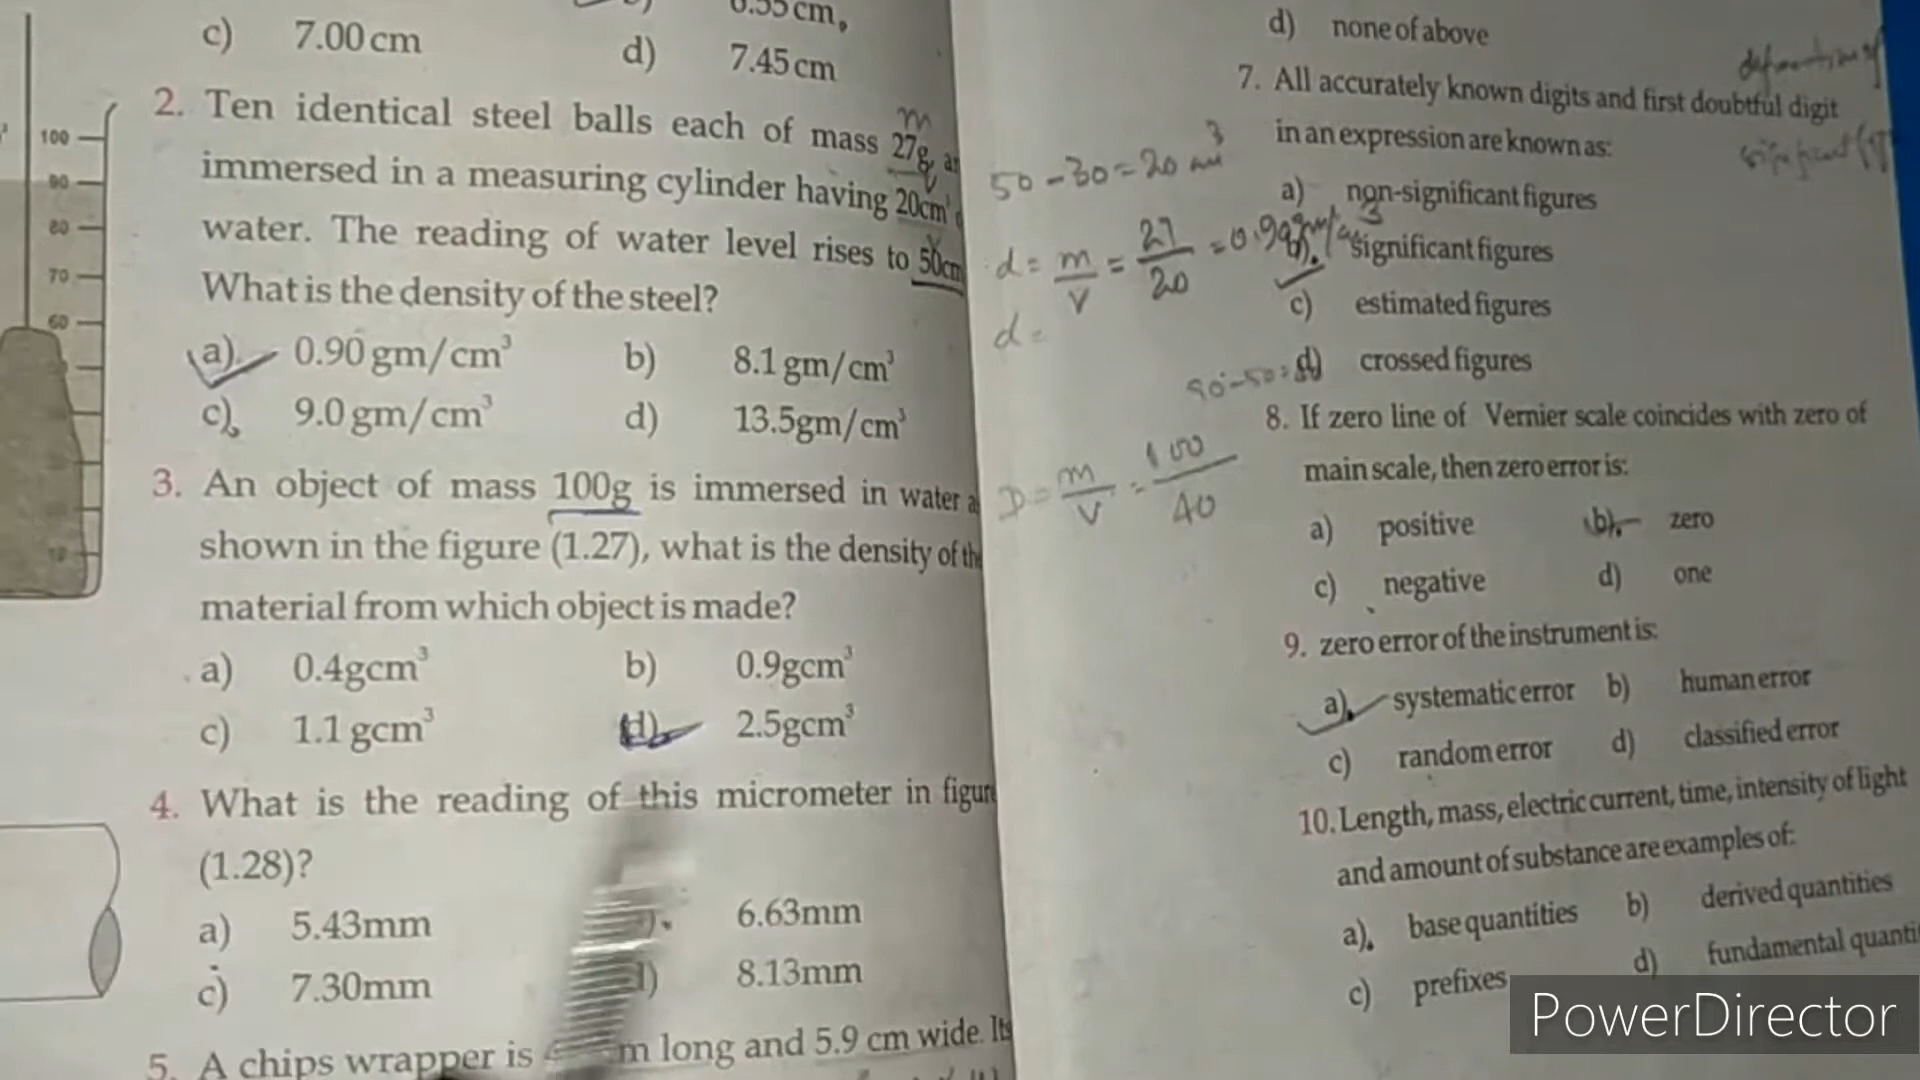 c) 7.00 cm d) 7.45 cm
2. Ten identical steel balls each of mass 27g
m
immersed in a measuring cylinder having 20cm³
water. The reading of water level rises to 50cm
What is the density of the steel?
a) 0.90 gm/cm³ b) 8.1 gm/cm³
c) 9.0 gm/cm³ d) 13.5gm/cm³
3. An object of mass 100g is immersed in water
shown in the figure (1.27), what is the density of the
material from which object is made?
a) 0.4gcm³ b) 0.9gcm³
c) 1.1 gcm³ d) 2.5gcm³
4. What is the reading of this micrometer in figure
(1.28)?
a) 5.43mm 6.63mm
c) 7.30mm d) 8.13mm
5. A chips wrapper is m long and 5.9 cm wide. Its
100
90
80
70
60
10
50-30=20 cm³
d = m/v = 27/20 = 0.9
d =
90-50=
D = m/v = 100/40
d) none of above
7. All accurately known digits and first doubtful digit
in an expression are known as:
a) non-significant figures
b) significant figures
c) estimated figures
d) crossed figures
8. If zero line of Vernier scale coincides with zero of
main scale, then zero error is:
a) positive b) zero
c) negative d) one
9. zero error of the instrument is:
a) systematic error b) human error
c) random error d) classified error
10. Length, mass, electric current, time, intensity of light
and amount of substance are examples of:
a) base quantities b) derived quantities
c) prefixes d) fundamental quanti
PowerDirector